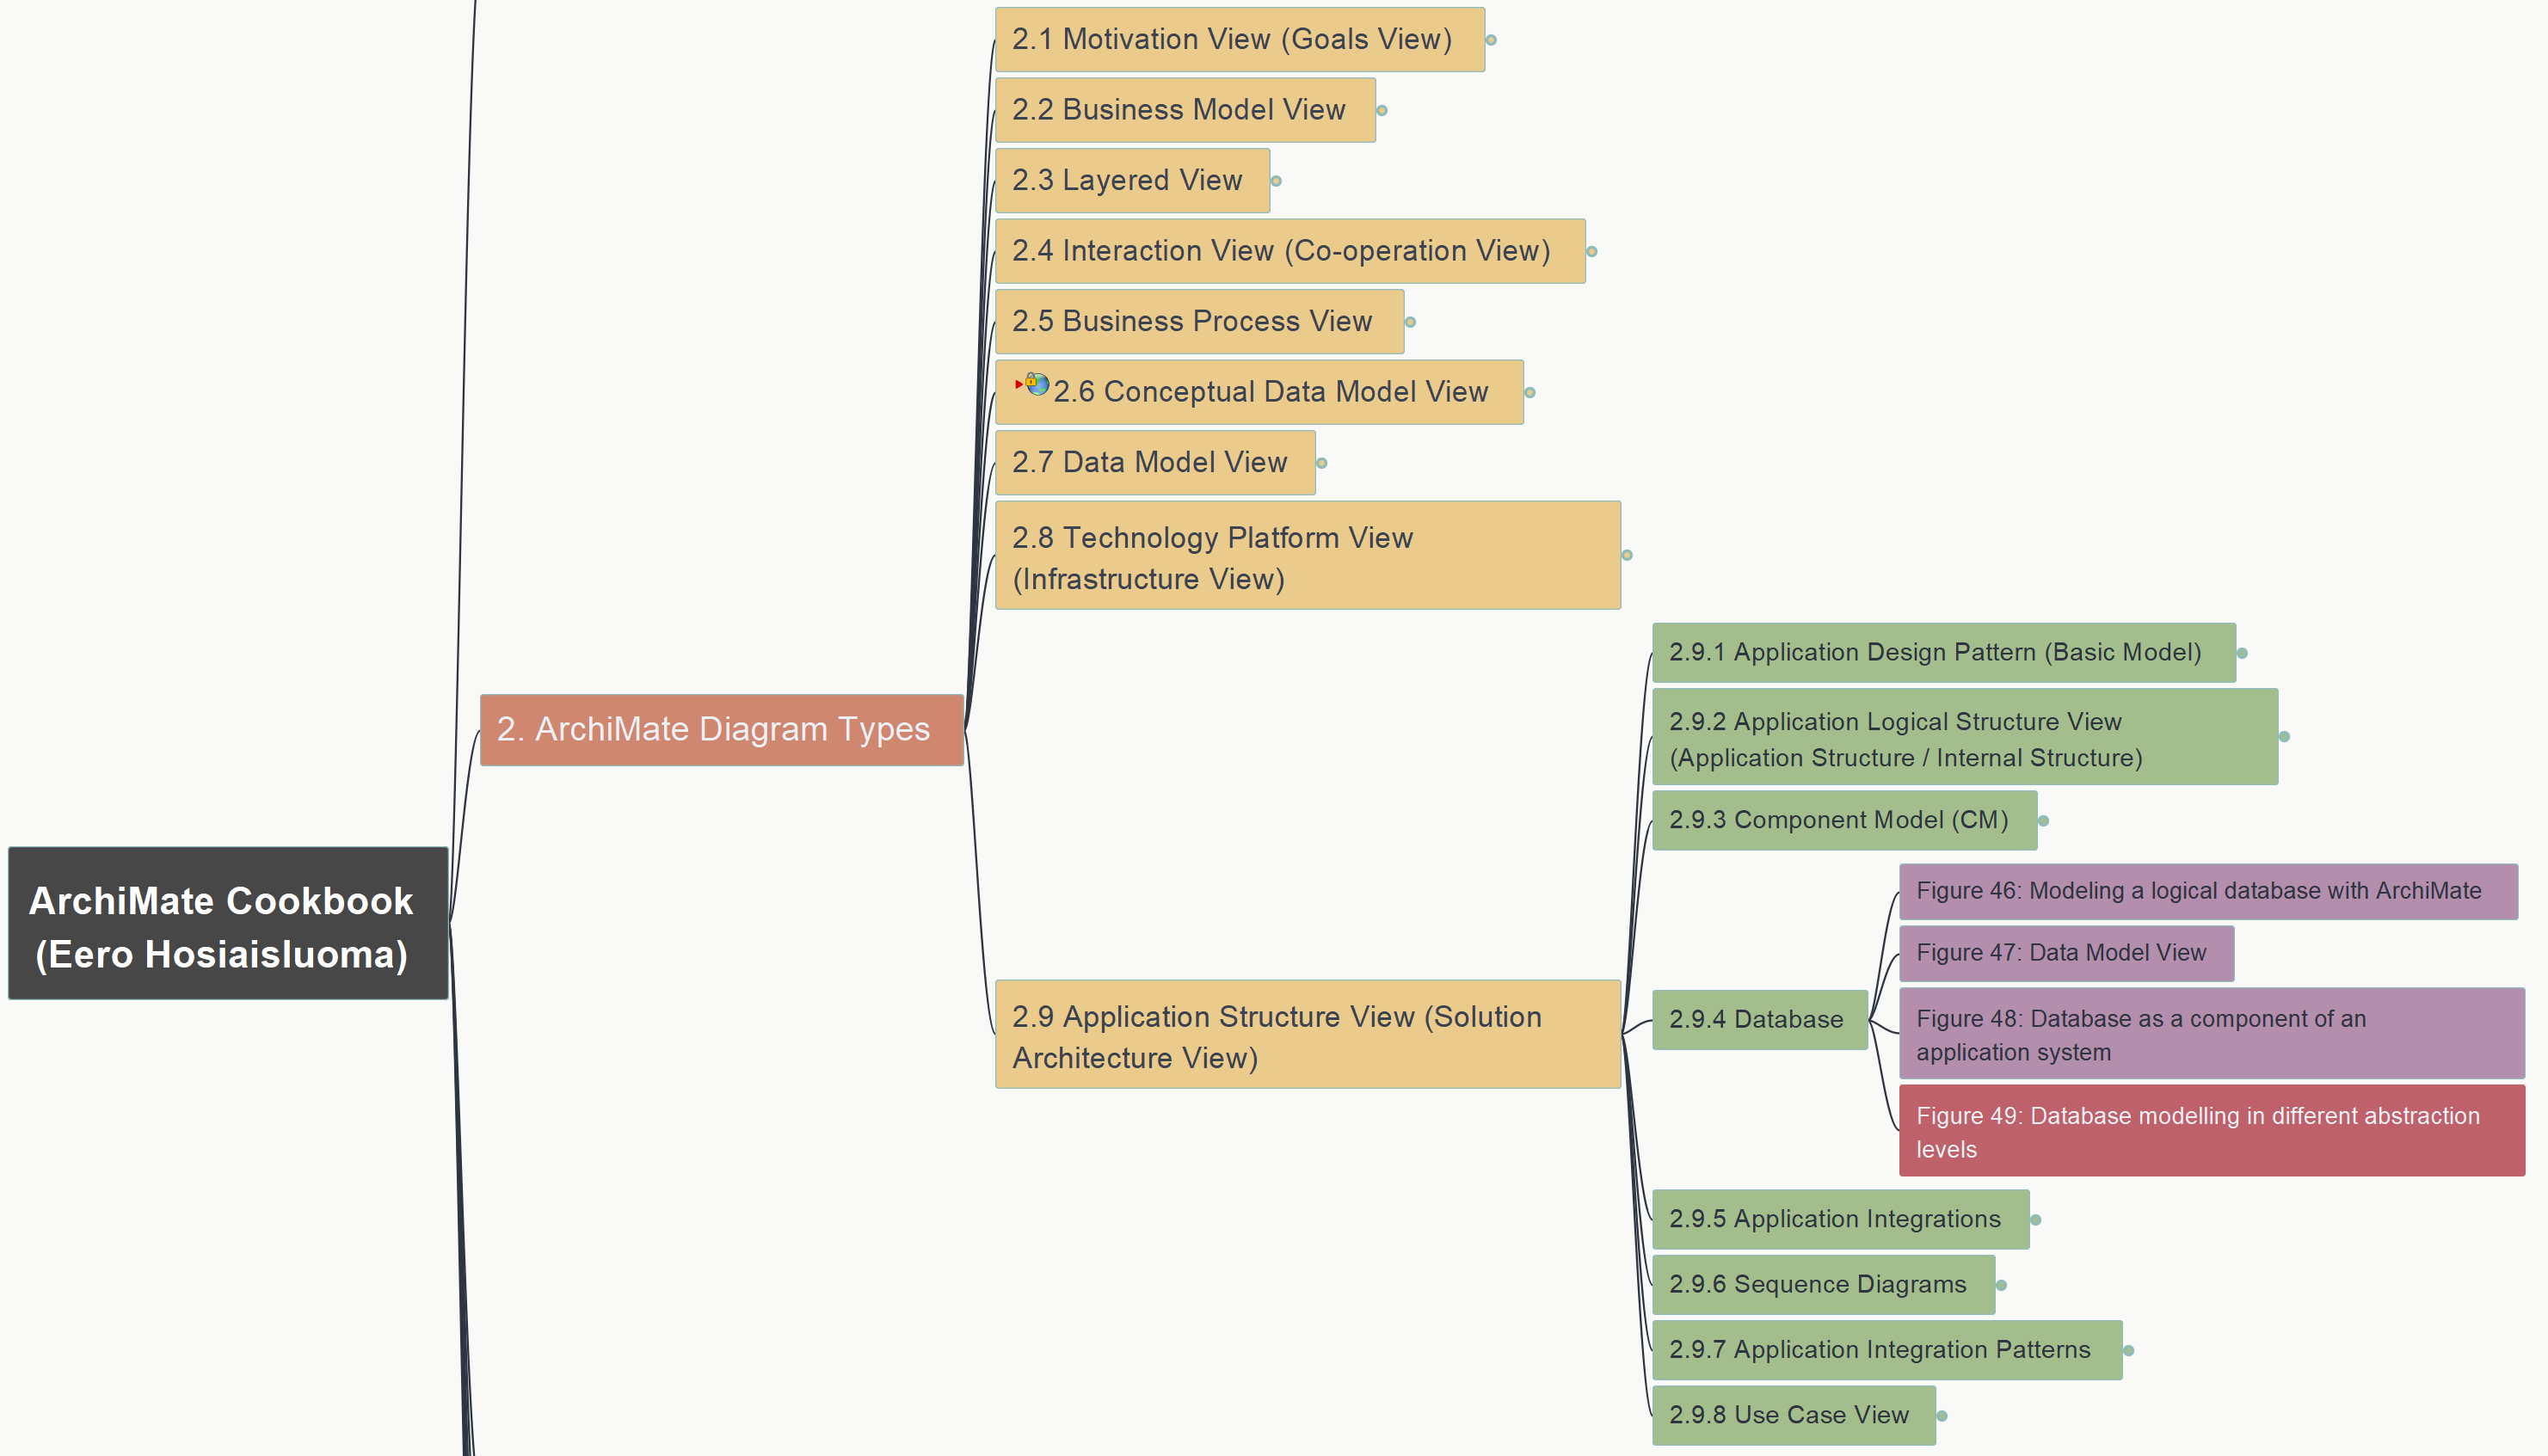 2.1 Motivation View (Goals View)
2.2 Business Model View
2.3 Layered View
2.4 Interaction View (Co-operation View)
2.5 Business Process View
2.6 Conceptual Data Model View
2.7 Data Model View
2.8 Technology Platform View
(Infrastructure View)
2. ArchiMate Diagram Types
ArchiMate Cookbook
(Eero Hosiaisluoma)
2.9 Application Structure View (Solution
Architecture View)
2.9.1 Application Design Pattern (Basic Model)
2.9.2 Application Logical Structure View
(Application Structure / Internal Structure)
2.9.3 Component Model (CM)
2.9.4 Database
Figure 46: Modeling a logical database with ArchiMate
Figure 47: Data Model View
Figure 48: Database as a component of an
application system
Figure 49: Database modelling in different abstraction
levels
2.9.5 Application Integrations
2.9.6 Sequence Diagrams
2.9.7 Application Integration Patterns
2.9.8 Use Case View